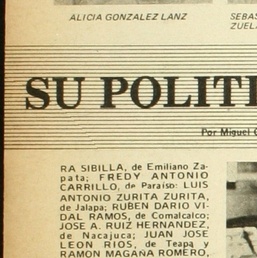 ALICIA GONZALEZ LANZ
SEBAS
ZUEL
SU POLITI
Por Miguel
RA SIBILLA, de Emiliano Za-
pata; FREDY ANTONIO
CARRILLO, de Paraíso: LUIS
ANTONIO ZURITA ZURITA,
de Jalapa; RUBEN DARIO VI-
DAL RAMOS, de Comalcalco;
JOSE A. RUIZ HERNANDEZ,
de Nacajuca; JUAN JOSE
LEON RIOS, de Teapa y
RAMON MAGAÑA ROMERO,